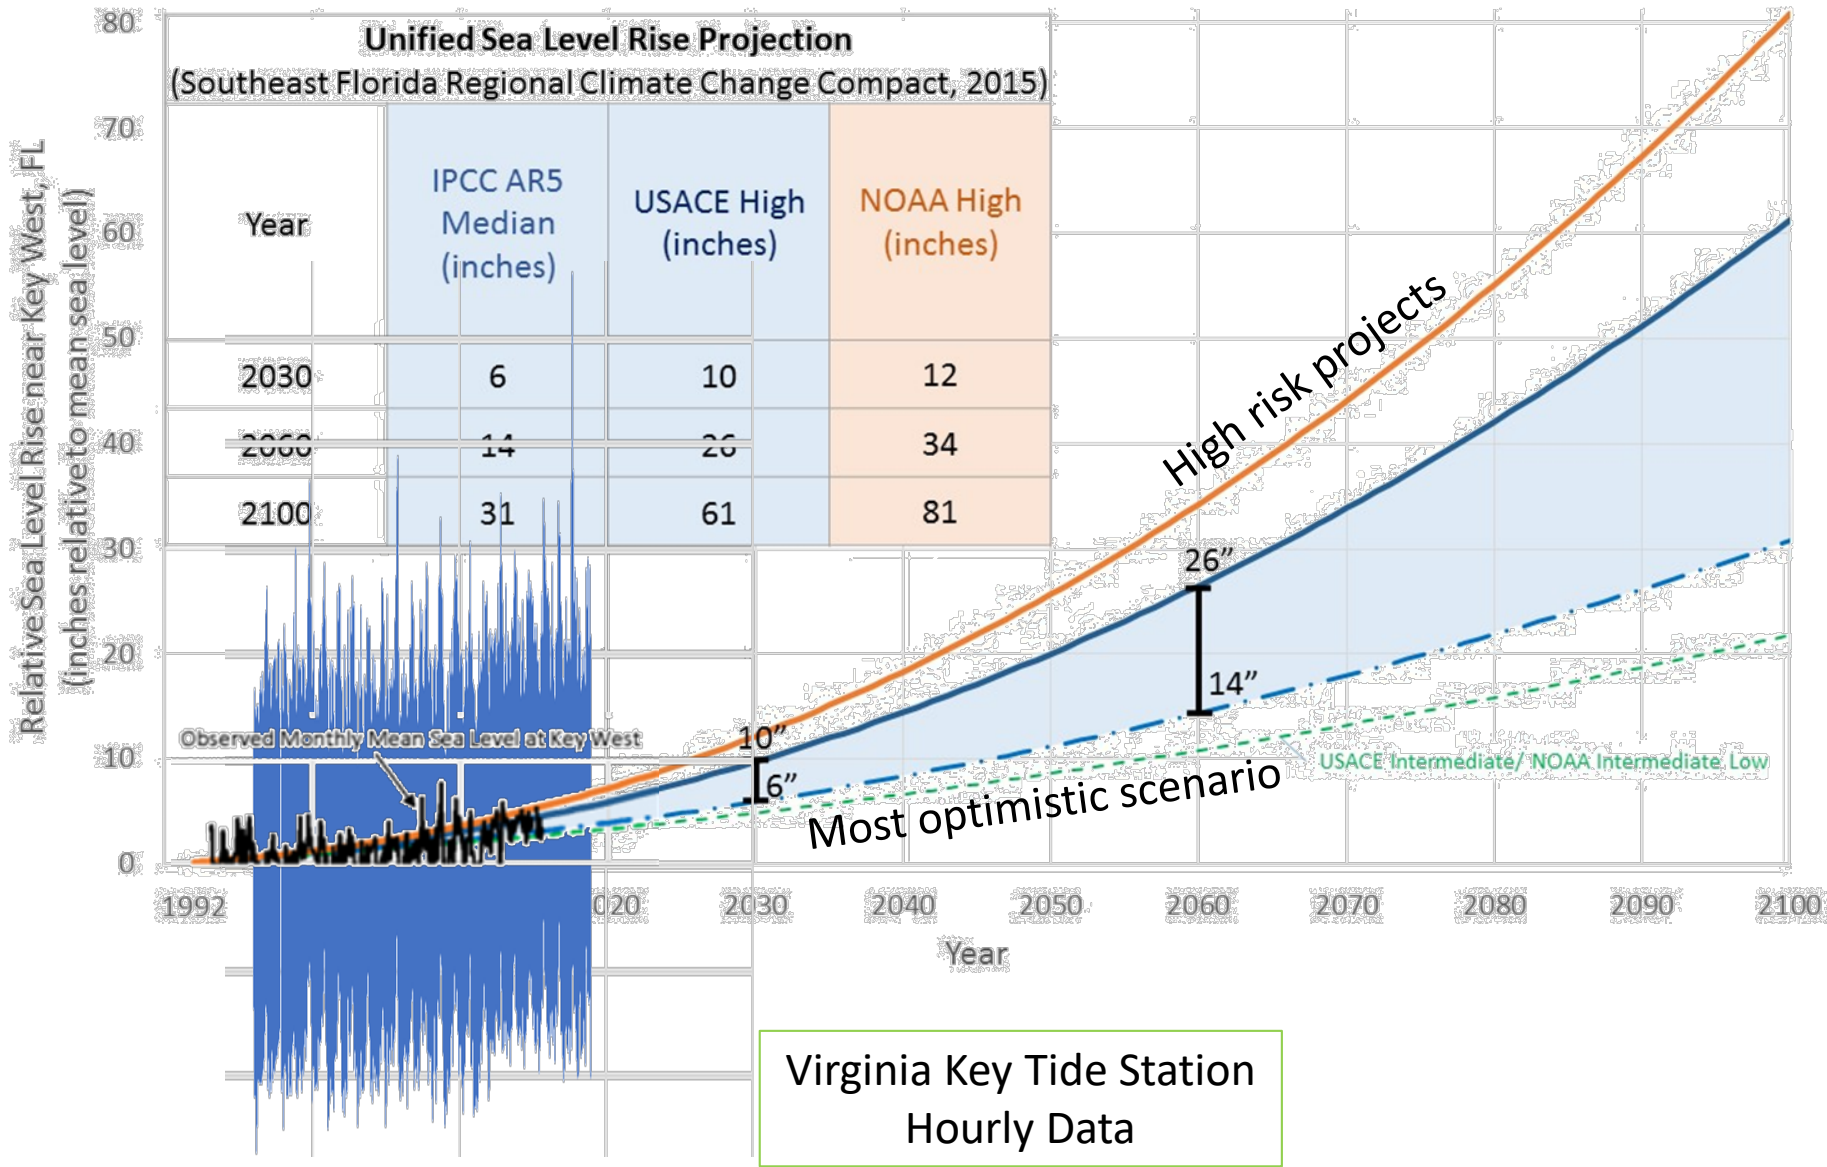 Unified Sea Level Rise Projection
(Southeast Florida Regional Climate Change Compact, 2015)
Year
IPCC AR5
Median
(inches)
USACE High
(inches)
NOAA High
(inches)
2030 6 10 12
2060 14 26 34
2100 31 61 81
Relative Sea Level Rise near Key West, FL
(inches relative to mean sea level)
80
70
60
50
40
30
20
10
0
High risk projects
26”
14”
10”
6”
Observed Monthly Mean Sea Level at Key West
USACE Intermediate/ NOAA Intermediate Low
Most optimistic scenario
1992 020 2030 2040 2050 2060 2070 2080 2090 2100
Year
Virginia Key Tide Station
Hourly Data